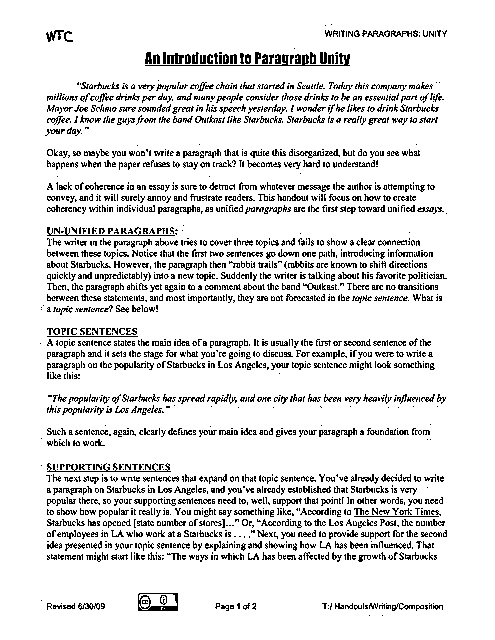 WTC
WRITING PARAGRAPHS: UNITY
An Introduction to Paragraph Unity
"Starbucks is a very popular coffee chain that started in Seattle. Today this company makes
millions of coffee drinks per day, and many people consider those drinks to be an essential part of life.
Mayor Joe Schmo sure sounded great in his speech yesterday. I wonder if he likes to drink Starbucks
coffee. I know the guys from the band Outkast like Starbucks. Starbucks is a really great way to start
your day."
Okay, so maybe you won't write a paragraph that is quite this disorganized, but do you see what
happens when the paper refuses to stay on track? It becomes very hard to understand!
A lack of coherence in an essay is sure to detract from whatever message the author is attempting to
convey, and it will surely annoy and frustrate readers. This handout will focus on how to create
coherency within individual paragraphs, as unified paragraphs are the first step toward unified essays.
UN-UNIFIED PARAGRAPHS:
The writer in the paragraph above tries to cover three topics and fails to show a clear connection
between these topics. Notice that the first two sentences go down one path, introducing information
about Starbucks. However, the paragraph then "rabbit trails" (rabbits are known to shift directions
quickly and unpredictably) into a new topic. Suddenly the writer is talking about his favorite politician.
Then, the paragraph shifts yet again to a comment about the band "Outkast." There are no transitions
between these statements, and most importantly, they are not forecasted in the topic sentence. What is
a topic sentence? See below!
TOPIC SENTENCES
A topic sentence states the main idea of a paragraph. It is usually the first or second sentence of the
paragraph and it sets the stage for what you're going to discuss. For example, if you were to write a
paragraph on the popularity of Starbucks in Los Angeles, your topic sentence might look something
like this:
"The popularity of Starbucks has spread rapidly, and one city that has been very heavily influenced by
this popularity is Los Angeles."
Such a sentence, again, clearly defines your main idea and gives your paragraph a foundation from
which to work.
SUPPORTING SENTENCES
The next step is to write sentences that expand on that topic sentence. You've already decided to write
a paragraph on Starbucks in Los Angeles, and you've already established that Starbucks is very
popular there, so your supporting sentences need to, well, support that point! In other words, you need
to show how popular it really is. You might say something like, "According to The New York Times,
Starbucks has opened [state number of stores]..." Or, "According to the Los Angeles Post, the number
of employees in LA who work at a Starbucks is . . . ." Next, you need to provide support for the second
idea presented in your topic sentence by explaining and showing how LA has been influenced. That
statement might start like this: "The ways in which LA has been affected by the growth of Starbucks
Revised 6/30/09
cc
Page 1 of 2
T:/ Handouts/Writing/Composition